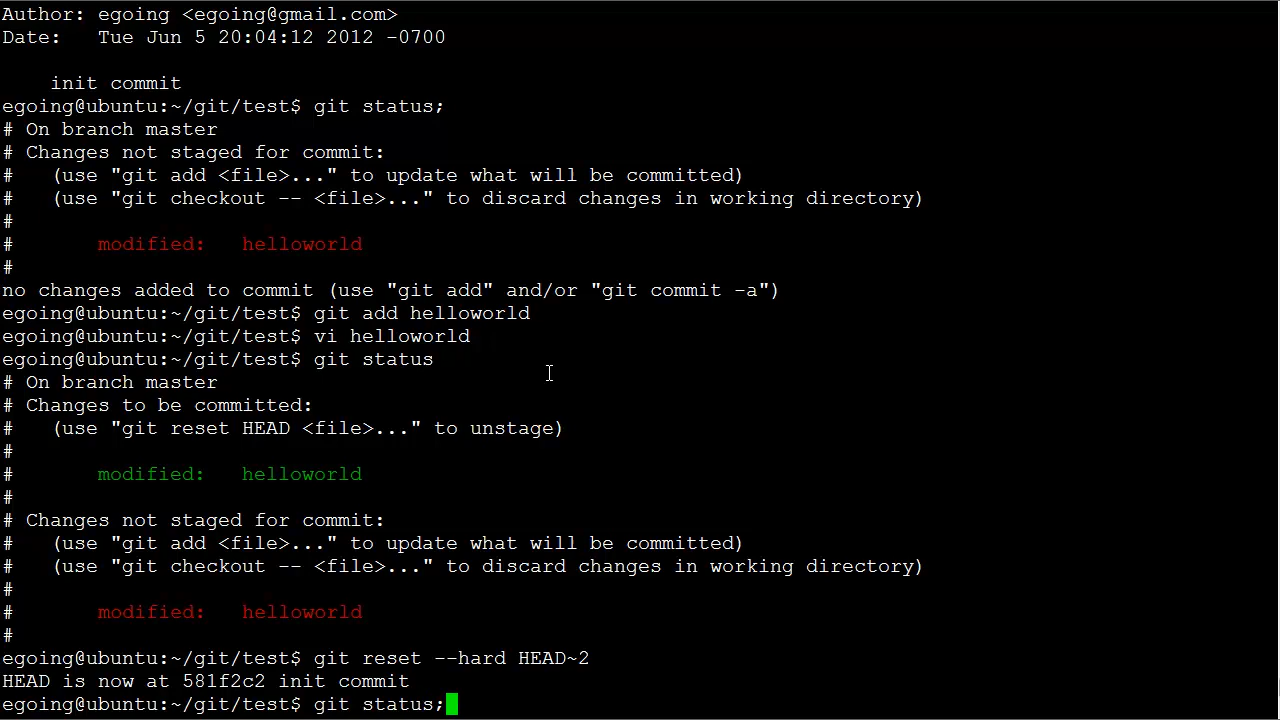 Author: egoing <egoing@gmail.com>
Date:   Tue Jun 5 20:04:12 2012 -0700
    init commit
egoing@ubuntu:~/git/test$ git status;
# On branch master
# Changes not staged for commit:
#   (use "git add <file>..." to update what will be committed)
#   (use "git checkout -- <file>..." to discard changes in working directory)
#
#       modified:   helloworld
#
no changes added to commit (use "git add" and/or "git commit -a")
egoing@ubuntu:~/git/test$ git add helloworld
egoing@ubuntu:~/git/test$ vi helloworld
egoing@ubuntu:~/git/test$ git status
# On branch master
# Changes to be committed:
#   (use "git reset HEAD <file>..." to unstage)
#
#       modified:   helloworld
#
# Changes not staged for commit:
#   (use "git add <file>..." to update what will be committed)
#   (use "git checkout -- <file>..." to discard changes in working directory)
#
#       modified:   helloworld
#
egoing@ubuntu:~/git/test$ git reset --hard HEAD~2
HEAD is now at 581f2c2 init commit
egoing@ubuntu:~/git/test$ git status;